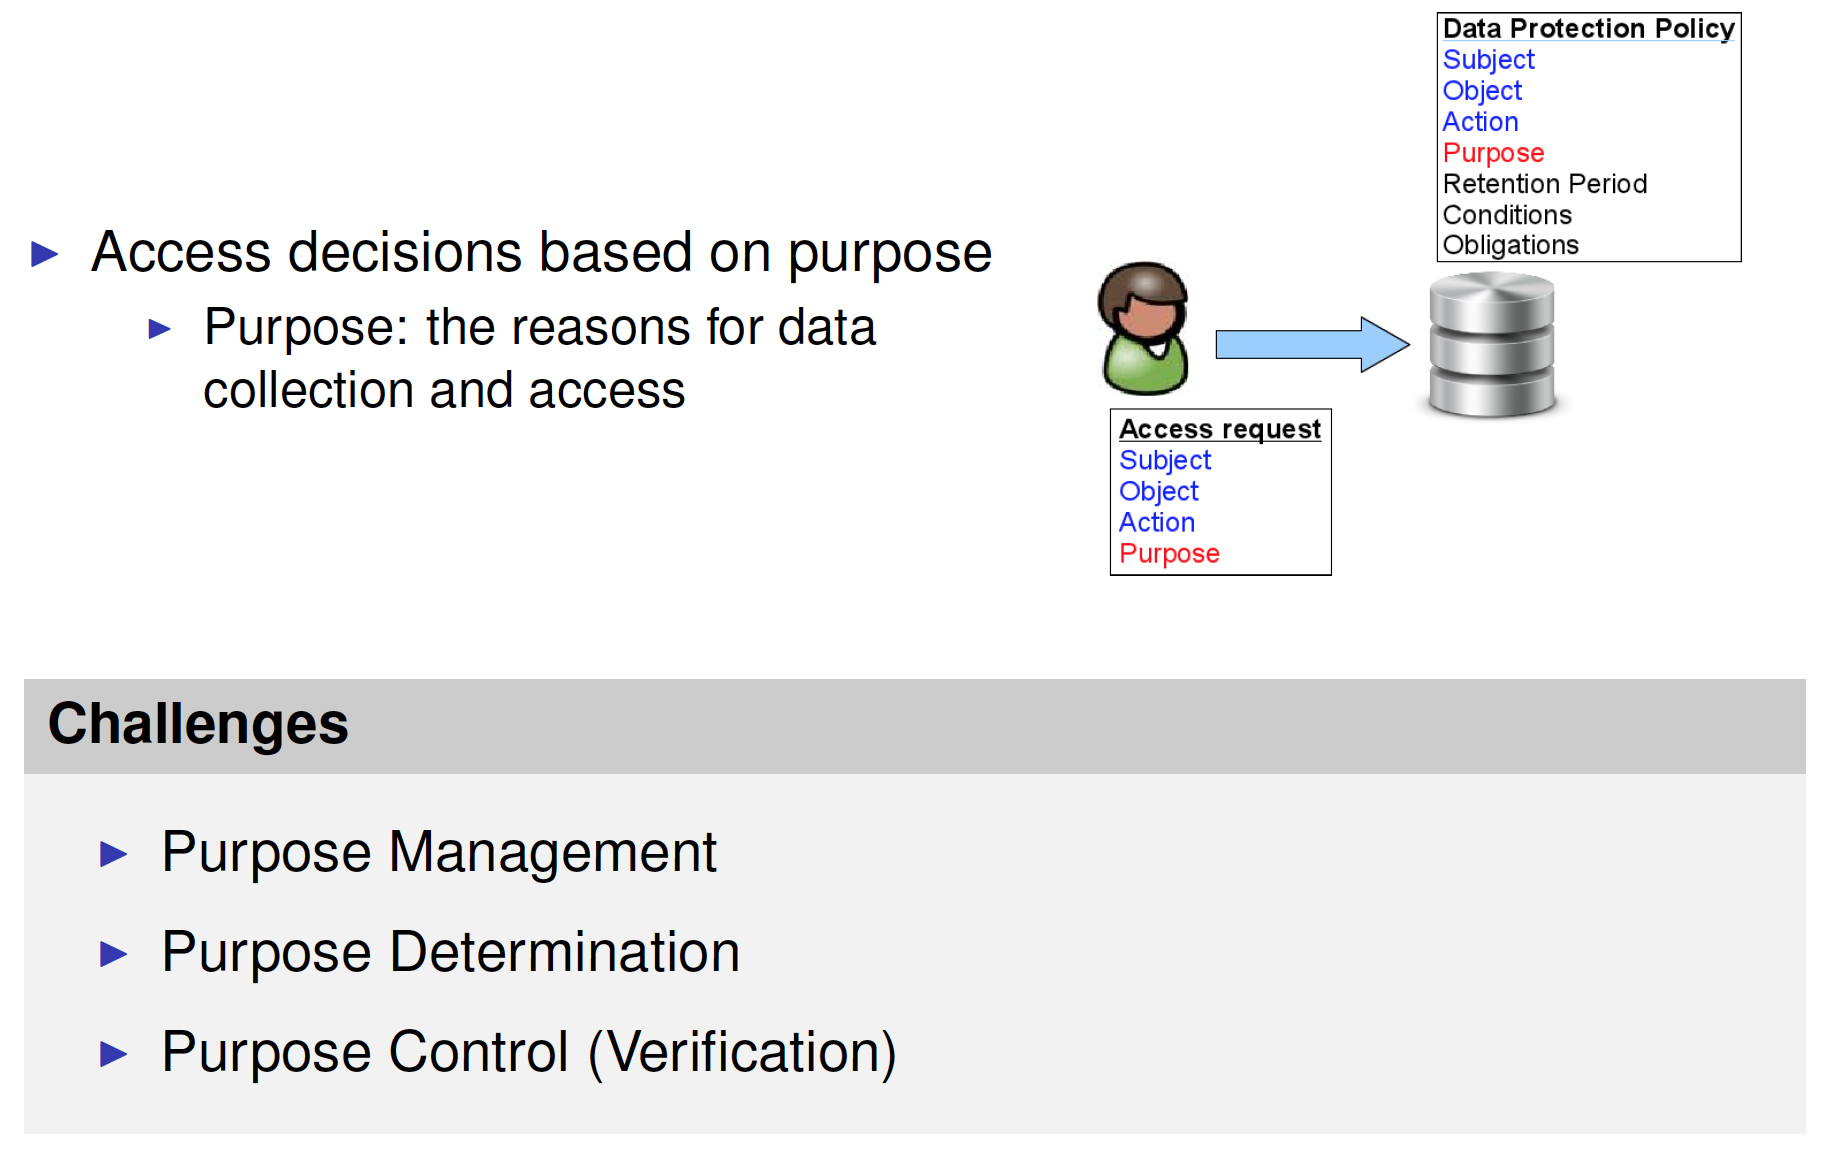 Access decisions based on purpose
Purpose: the reasons for data
collection and access
Data Protection Policy
Subject
Object
Action
Purpose
Retention Period
Conditions
Obligations
Access request
Subject
Object
Action
Purpose
Challenges
Purpose Management
Purpose Determination
Purpose Control (Verification)